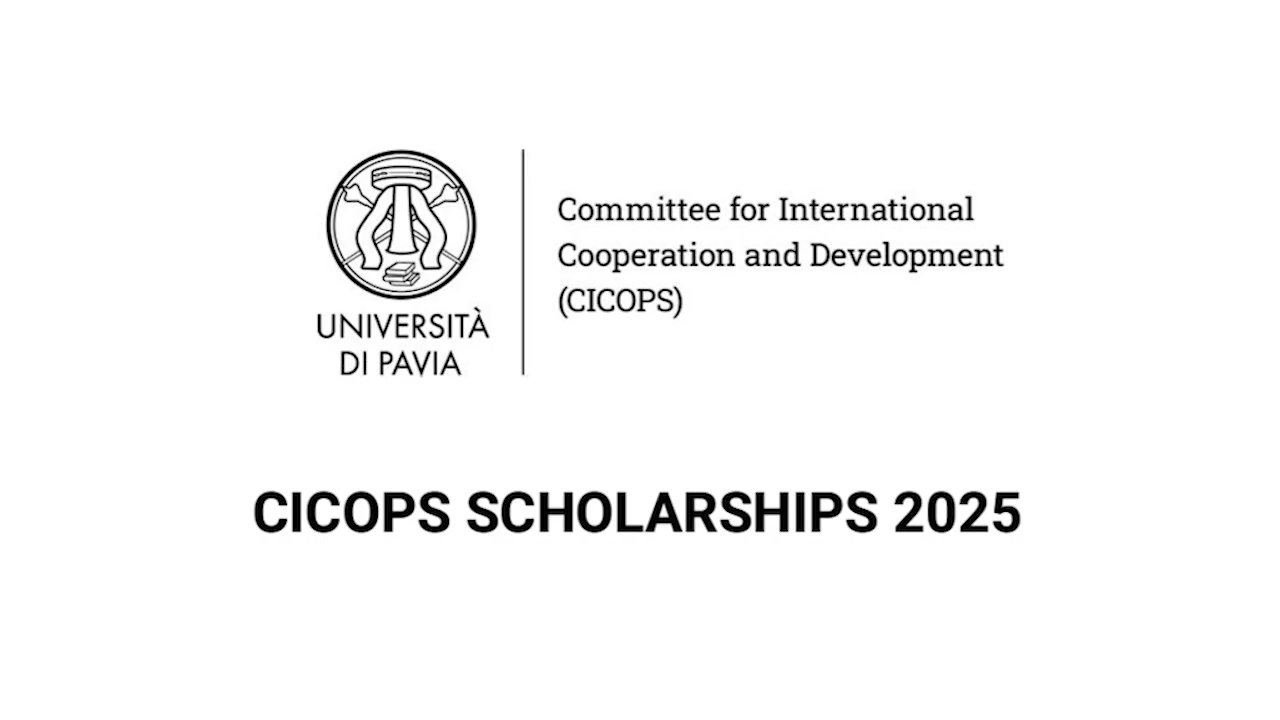 UNIVERSITÀ
DI PAVIA
Committee for International
Cooperation and Development
(CICOPS)
CICOPS SCHOLARSHIPS 2025